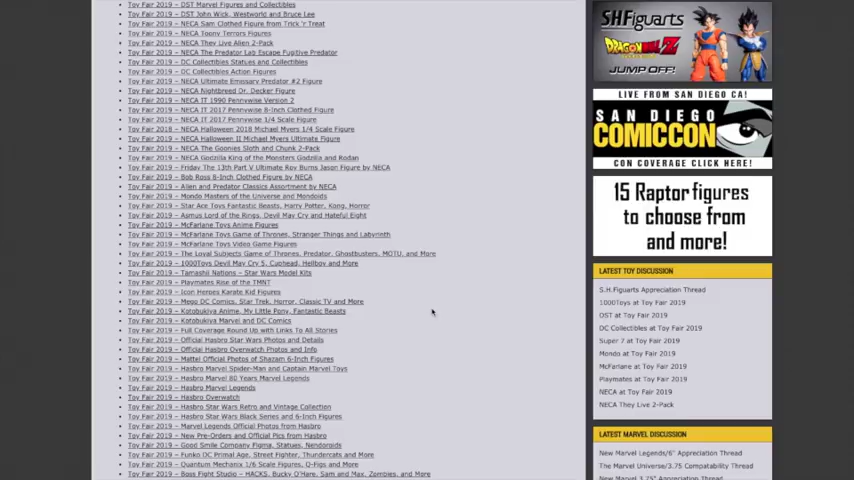 Toy Fair 2019 – DST Marvel Figures and Collectibles
Toy Fair 2019 – DST John Wick, Westworld and Bruce Lee
Toy Fair 2019 – NECA Sam Clothed Figure from Trick 'r Treat
Toy Fair 2019 – NECA Toony Terrors Figures
Toy Fair 2019 – NECA They Live Alien 2-Pack
Toy Fair 2019 – NECA The Predator Lab Escape Fugitive Predator
Toy Fair 2019 – DC Collectibles Statues and Collectibles
Toy Fair 2019 – DC Collectibles Action Figures
Toy Fair 2019 – NECA Ultimate Emissary Predator #2 Figure
Toy Fair 2019 – NECA Nightbreed Dr. Decker Figure
Toy Fair 2019 – NECA IT 1990 Pennywise Version 2
Toy Fair 2019 – NECA IT 2017 Pennywise 8-Inch Clothed Figure
Toy Fair 2019 – NECA IT 2017 Pennywise 1/4 Scale Figure
Toy Fair 2018 – NECA Halloween 2018 Michael Myers 1/4 Scale Figure
Toy Fair 2019 – NECA Halloween II Michael Myers Ultimate Figure
Toy Fair 2019 – NECA The Goonies Sloth and Chunk 2-Pack
Toy Fair 2019 – NECA Godzilla King of the Monsters Godzilla and Rodan
Toy Fair 2019 – Friday The 13th Part V Ultimate Roy Burns Jason Figure by NECA
Toy Fair 2019 – Bob Ross 8-Inch Clothed Figure by NECA
Toy Fair 2019 – Alien and Predator Classics Assortment by NECA
Toy Fair 2019 – Mondo Masters of the Universe and Mondoids
Toy Fair 2019 – Star Ace Toys Fantastic Beasts, Harry Potter, Kong, Horror
Toy Fair 2019 – Asmus Lord of the Rings, Devil May Cry and Hateful Eight
Toy Fair 2019 – McFarlane Toys Anime Figures
Toy Fair 2019 – McFarlane Toys Game of Thrones, Stranger Things and Labyrinth
Toy Fair 2019 – McFarlane Toys Video Game Figures
Toy Fair 2019 – The Loyal Subjects Game of Thrones, Predator, Ghostbusters, MOTU, and More
Toy Fair 2019 – 1000Toys Devil May Cry 5, Cuphead, Hellboy and More
Toy Fair 2019 – Tamashii Nations – Star Wars Model Kits
Toy Fair 2019 – Playmates Rise of the TMNT
Toy Fair 2019 – Icon Heroes Karate Kid Figures
Toy Fair 2019 – Mego DC Comics, Star Trek, Horror, Classic TV and More
Toy Fair 2019 – Kotobukiya Anime, My Little Pony, Fantastic Beasts
Toy Fair 2019 – Kotobukiya Marvel and DC Comics
Toy Fair 2019 – Full Coverage Round Up with Links To All Stories
Toy Fair 2019 – Official Hasbro Star Wars Photos and Details
Toy Fair 2019 – Official Hasbro Overwatch Photos and Info
Toy Fair 2019 – Mattel Official Photos of Shazam 6-Inch Figures
Toy Fair 2019 – Hasbro Marvel Spider-Man and Captain Marvel Toys
Toy Fair 2019 – Hasbro Marvel 80 Years Marvel Legends
Toy Fair 2019 – Hasbro Marvel Legends
Toy Fair 2019 – Hasbro Overwatch
Toy Fair 2019 – Hasbro Star Wars Retro and Vintage Collection
Toy Fair 2019 – Hasbro Star Wars Black Series and 6-Inch Figures
Toy Fair 2019 – Marvel Legends Official Photos from Hasbro
Toy Fair 2019 – New Pre-Orders and Official Pics from Hasbro
Toy Fair 2019 – Good Smile Company Figma, Statues, Nendoroids
Toy Fair 2019 – Funko DC Primal Age, Street Fighter, Thundercats and More
Toy Fair 2019 – Quantum Mechanix 1/6 Scale Figures, Q-Figs and More
Toy Fair 2019 – Boss Fight Studio – HACKS, Bucky O'Hare, Sam and Max, Zombies, and More
S.H.Figuarts
DRAGONBALL Z
JUMP OFF!
LIVE FROM SAN DIEGO CA!
SAN DIEGO
COMICCON
CON COVERAGE CLICK HERE!
15 Raptor figures
to choose from
and more!
LATEST TOY DISCUSSION
S.H.Figuarts Appreciation Thread
1000Toys at Toy Fair 2019
DST at Toy Fair 2019
DC Collectibles at Toy Fair 2019
Super 7 at Toy Fair 2019
Mondo at Toy Fair 2019
McFarlane at Toy Fair 2019
Playmates at Toy Fair 2019
NECA at Toy Fair 2019
NECA They Live 2-Pack
LATEST MARVEL DISCUSSION
New Marvel Legends/6" Appreciation Thread
The Marvel Universe/3.75 Compatability Thread
New Marvel 3.75" Appreciation Thread